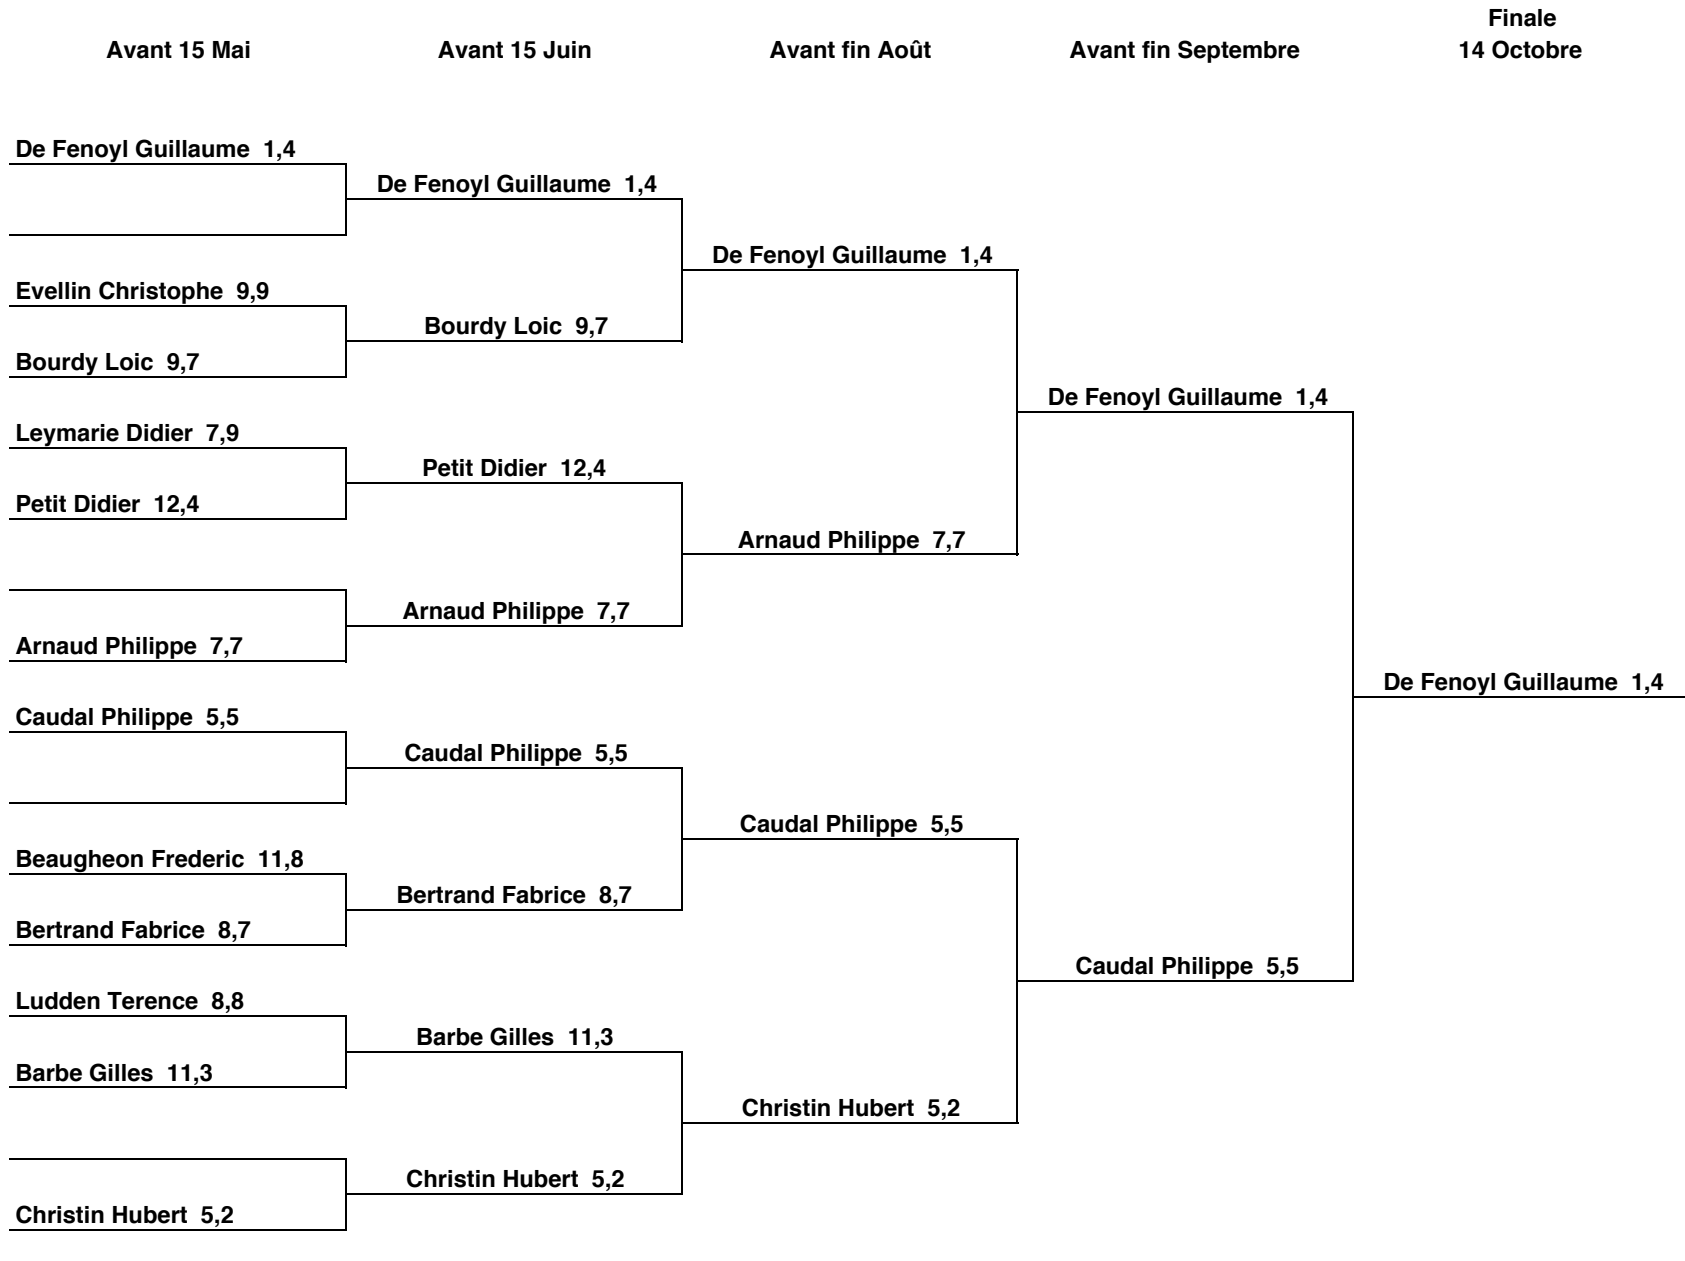 Finale
Avant 15 Mai Avant 15 Juin Avant fin Août Avant fin Septembre 14 Octobre
De Fenoyl Guillaume 1,4
De Fenoyl Guillaume 1,4
De Fenoyl Guillaume 1,4
Evellin Christophe 9,9
Bourdy Loic 9,7
Bourdy Loic 9,7
De Fenoyl Guillaume 1,4
Leymarie Didier 7,9
Petit Didier 12,4
Petit Didier 12,4
Arnaud Philippe 7,7
Arnaud Philippe 7,7
Arnaud Philippe 7,7
De Fenoyl Guillaume 1,4
Caudal Philippe 5,5
Caudal Philippe 5,5
Caudal Philippe 5,5
Beaugheon Frederic 11,8
Bertrand Fabrice 8,7
Bertrand Fabrice 8,7
Caudal Philippe 5,5
Ludden Terence 8,8
Barbe Gilles 11,3
Barbe Gilles 11,3
Christin Hubert 5,2
Christin Hubert 5,2
Christin Hubert 5,2